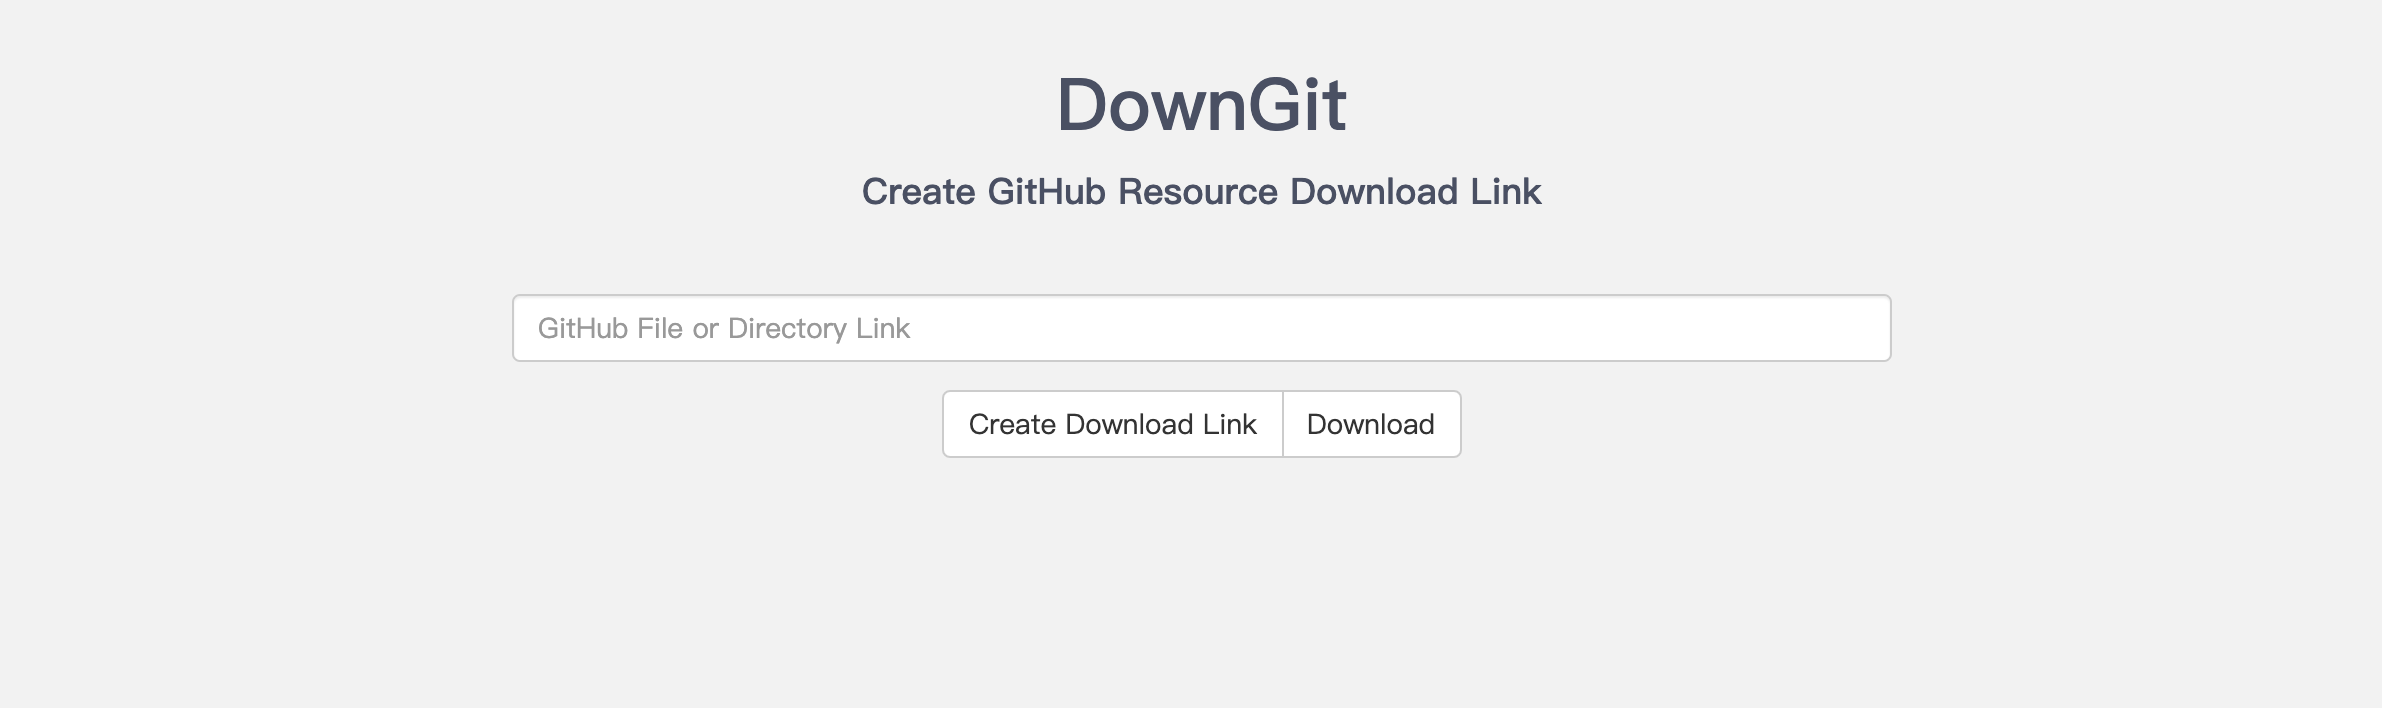 DownGit
Create GitHub Resource Download Link
GitHub File or Directory Link
Create Download Link
Download